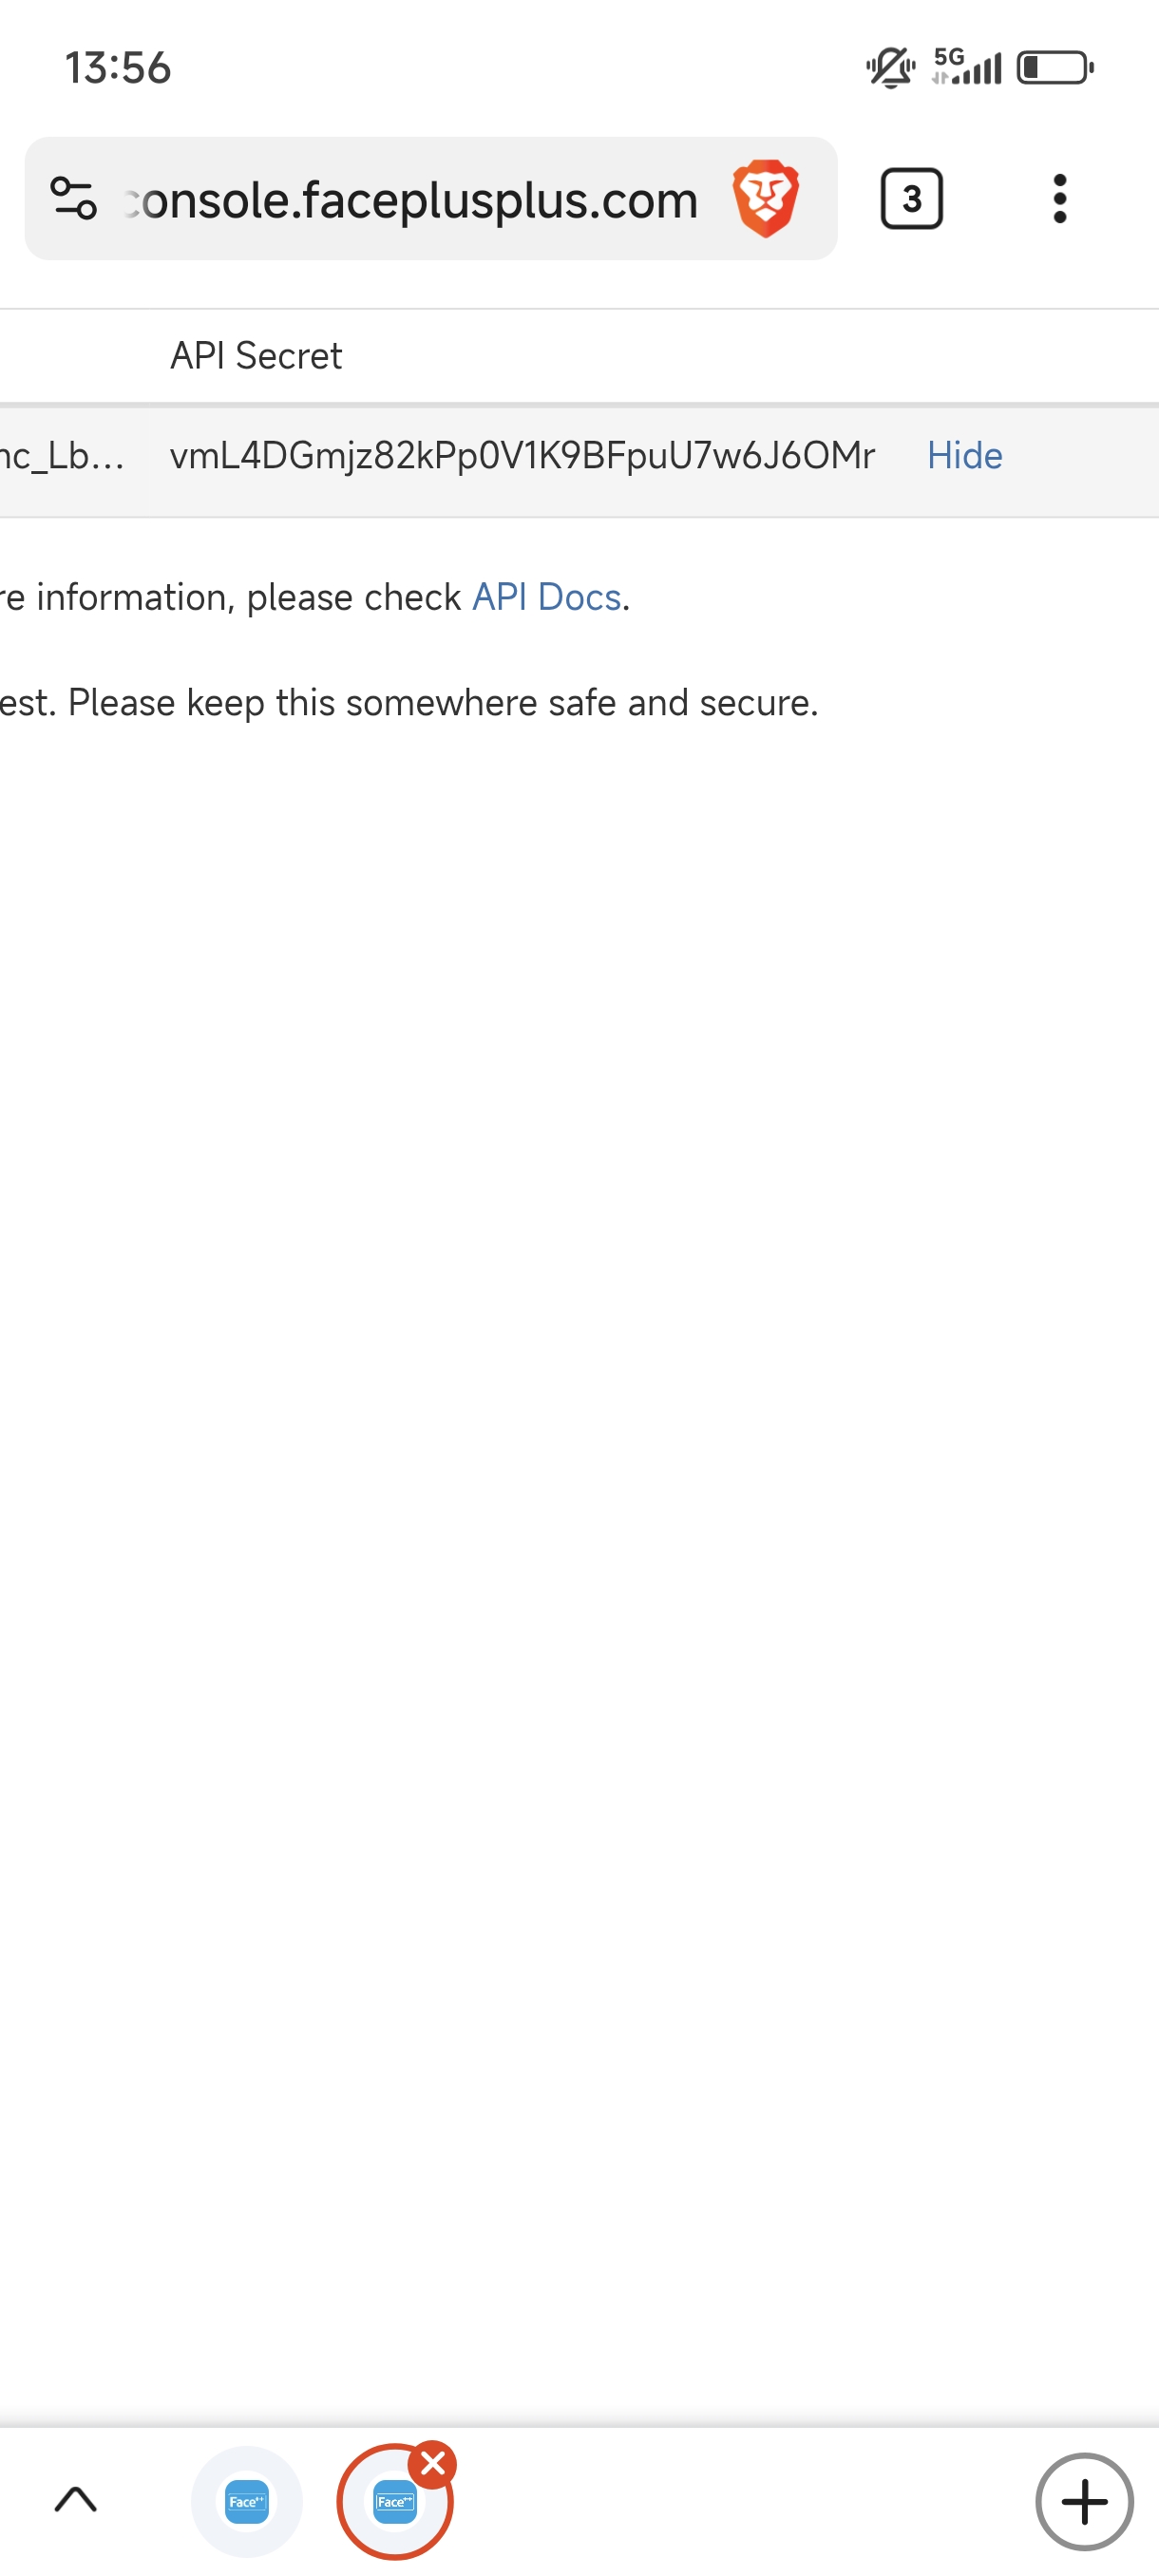 13:56
5G
console.faceplusplus.com
3
API Secret
nc_Lb... vmL4DGmjz82kPp0V1K9BFpuU7w6J6OMr Hide
re information, please check API Docs.
est. Please keep this somewhere safe and secure.
Face++ Face++